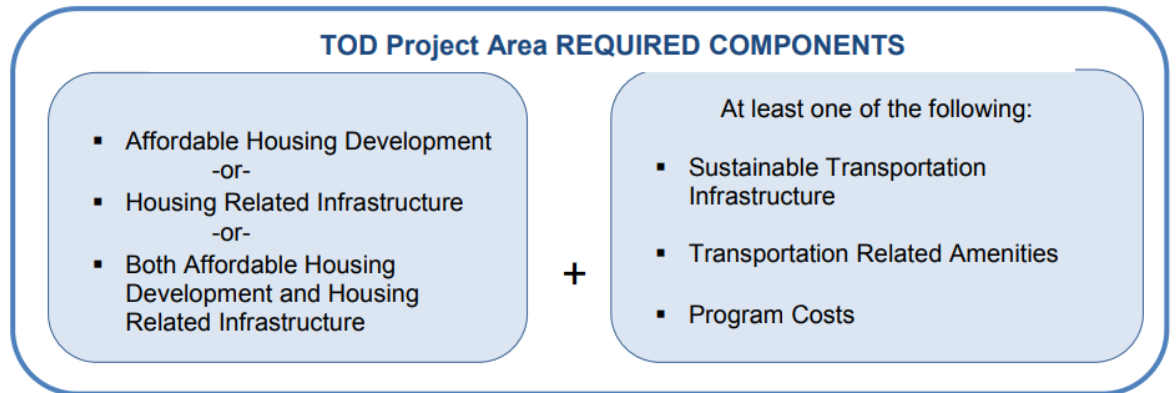 TOD Project Area REQUIRED COMPONENTS
▪ Affordable Housing Development
-or-
▪ Housing Related Infrastructure
-or-
▪ Both Affordable Housing
Development and Housing
Related Infrastructure
+
At least one of the following:
▪ Sustainable Transportation
Infrastructure
▪ Transportation Related Amenities
▪ Program Costs